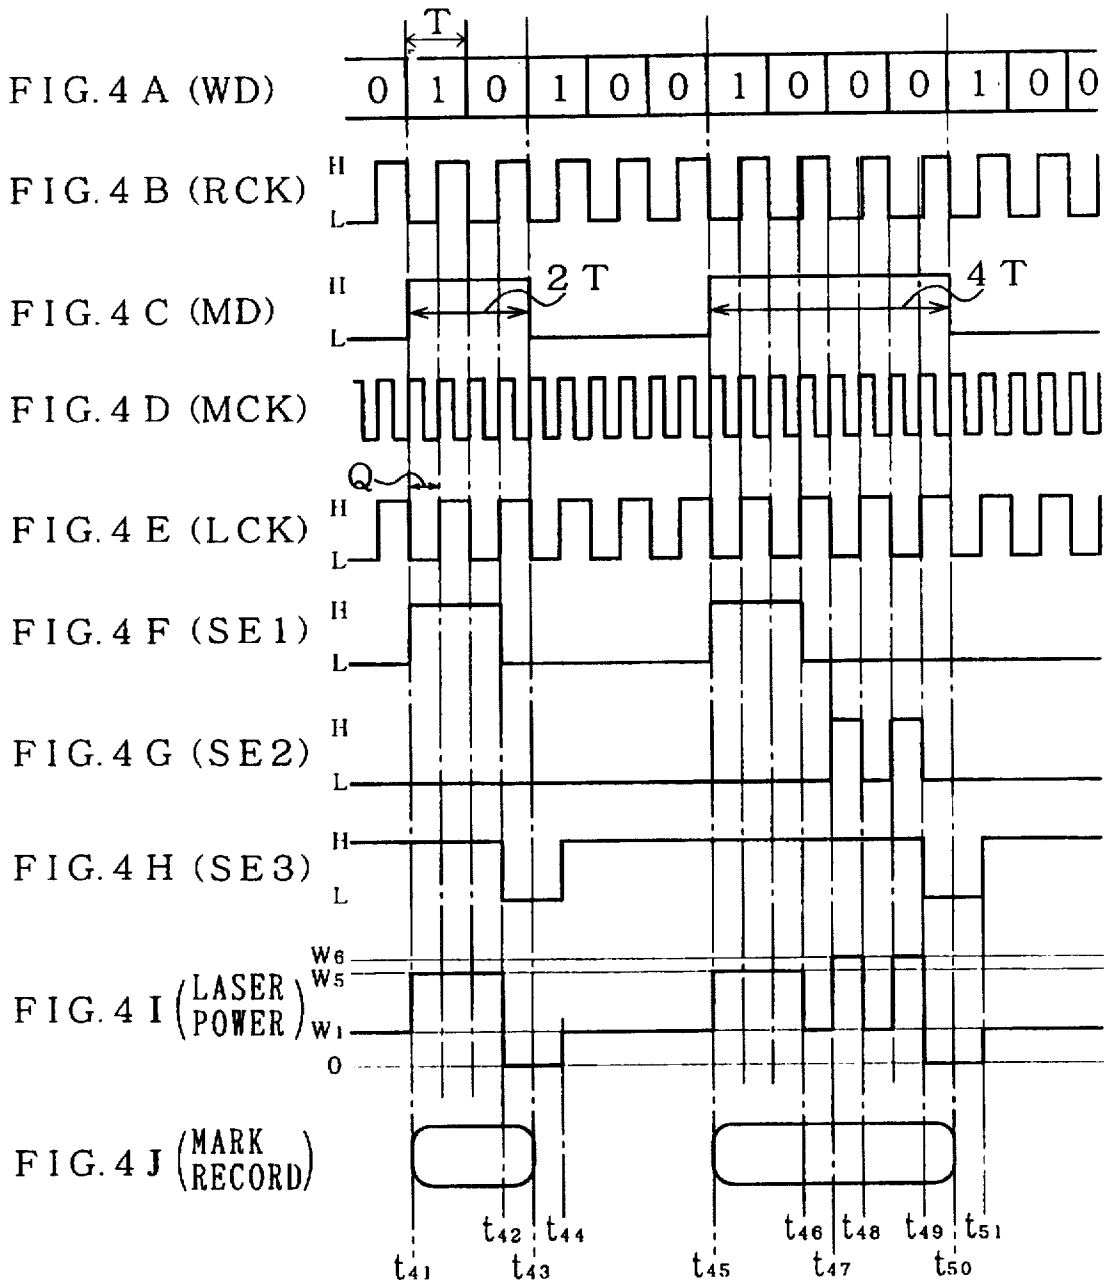 T
FIG. 4 A (WD) 0 1 0 1 0 0 1 0 0 0 1 0 0
FIG. 4 B (RCK) H L
FIG. 4 C (MD) H L 2T 4T
FIG. 4 D (MCK)
Q
FIG. 4 E (LCK) H L
FIG. 4 F (SE1) H L
FIG. 4 G (SE2) H L
FIG. 4 H (SE3) H L
FIG. 4 I (LASER POWER) W6 W5 W1 0
FIG. 4 J (MARK RECORD)
t42 t44 t46 t48 t49 t51
t41 t43 t45 t47 t50